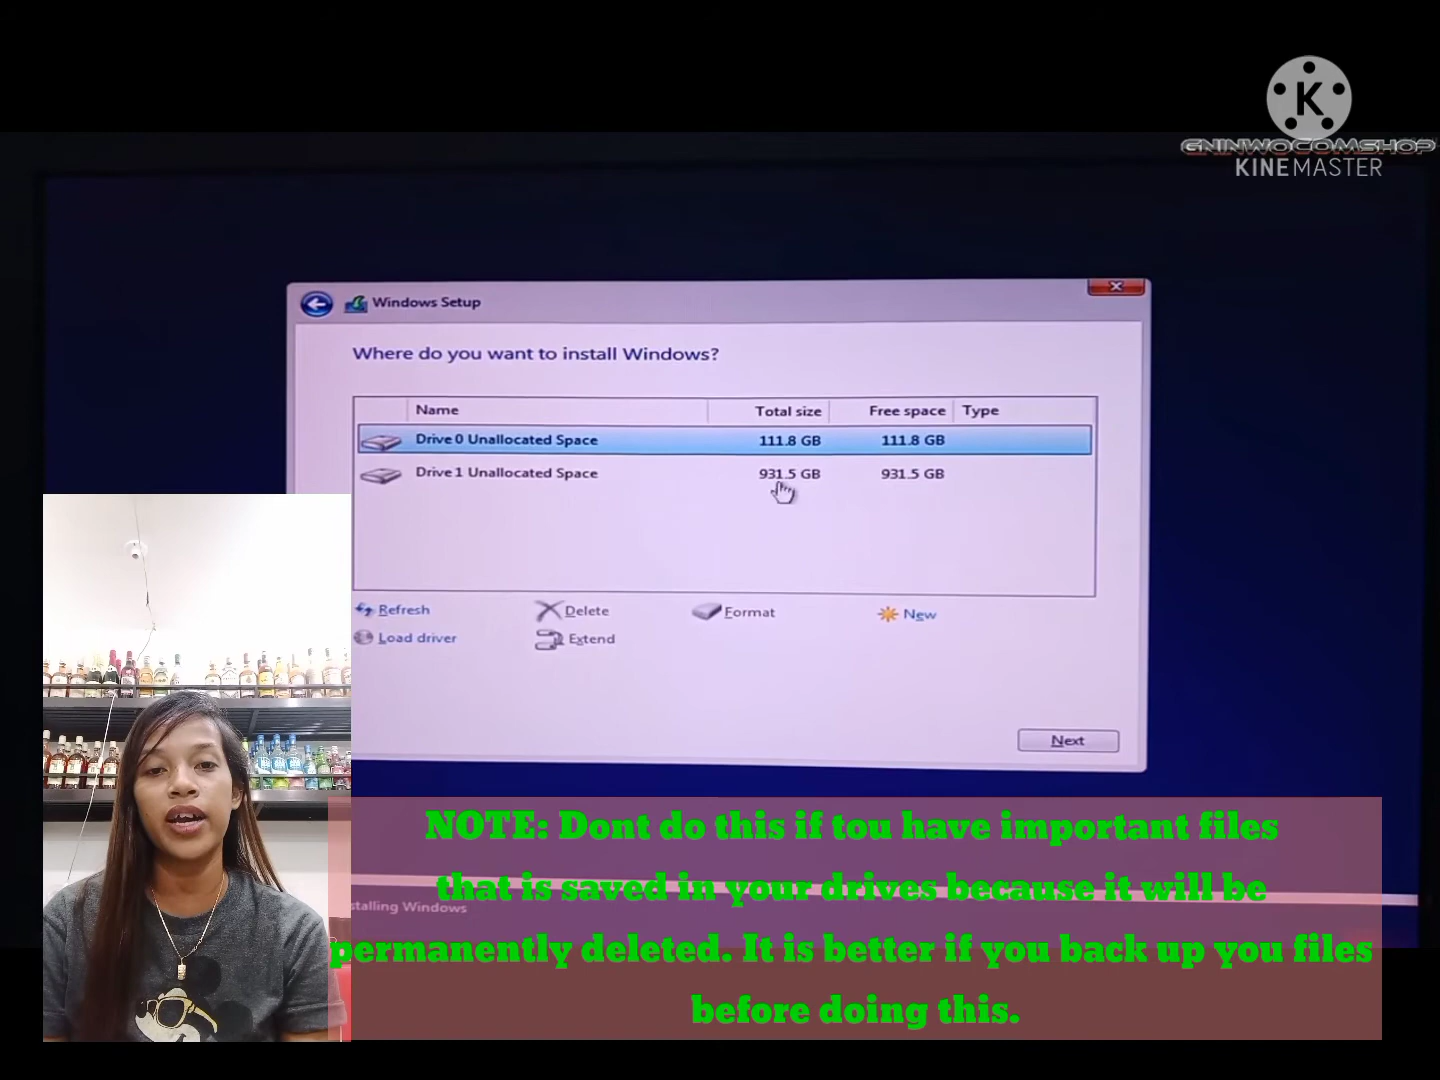 K
GNINWOCOMSHOP
KINEMASTER
Windows Setup
Where do you want to install Windows?
Name Total size Free space Type
Drive 0 Unallocated Space 111.8 GB 111.8 GB
Drive 1 Unallocated Space 931.5 GB 931.5 GB
Refresh Delete Format New
Load driver Extend
Next
NOTE: Dont do this if tou have important files
that is saved in your drives because it will be
permanently deleted. It is better if you back up you files
before doing this.
stalling Windows